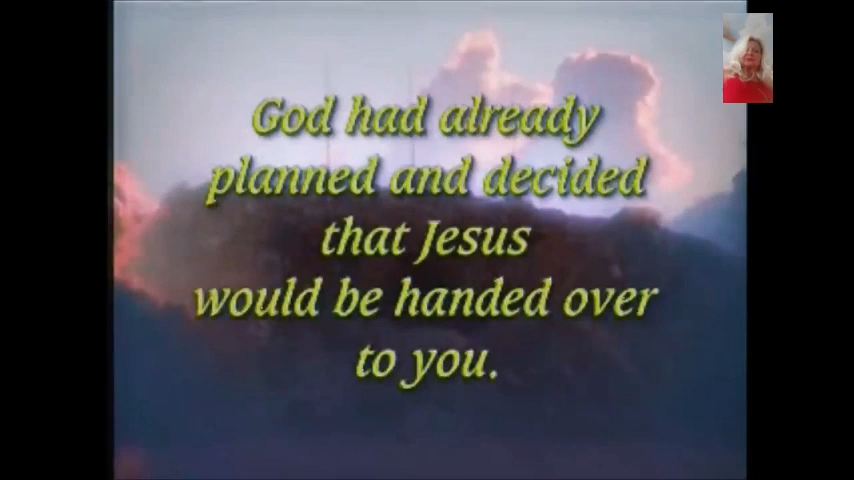 God had already
planned and decided
that Jesus
would be handed over
to you.